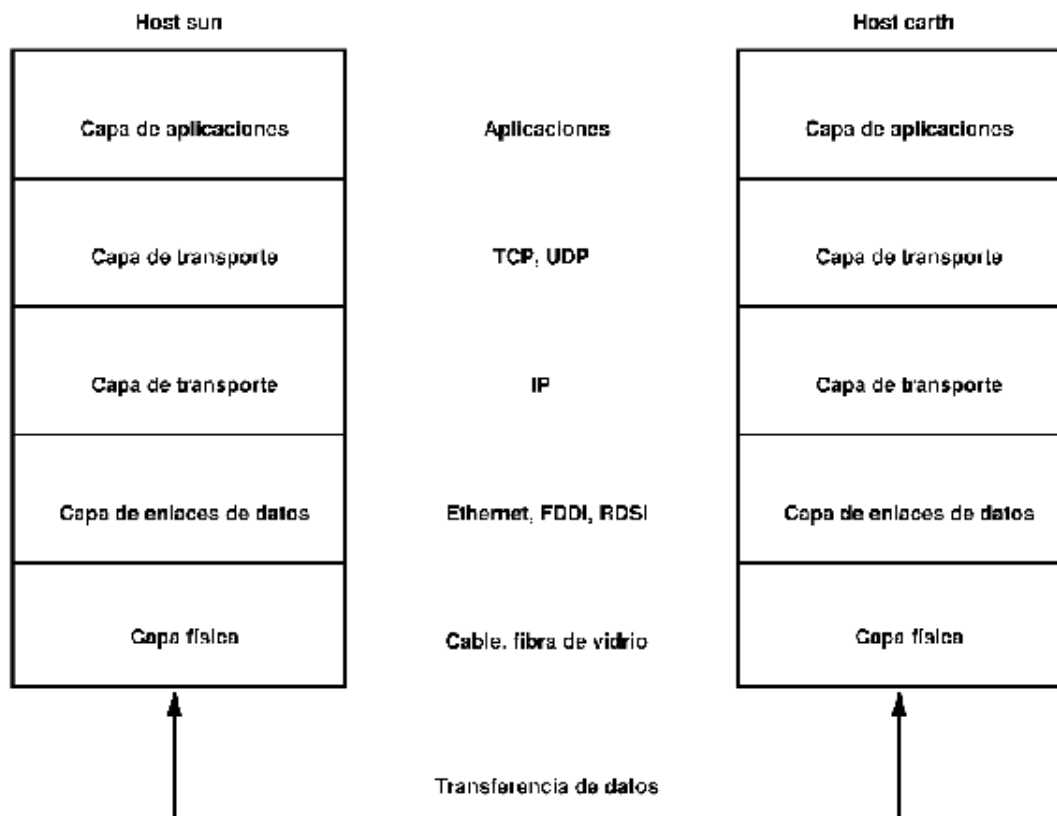 Host sun
Host earth
Capa de aplicaciones
Aplicaciones
Capa de aplicaciones
Capa de transporte
TCP, UDP
Capa de transporte
Capa de transporte
IP
Capa de transporte
Capa de enlaces de datos
Ethernet, FDDI, RDSI
Capa de enlaces de datos
Capa física
Cable, fibra de vidrio
Capa física
Transferencia de datos